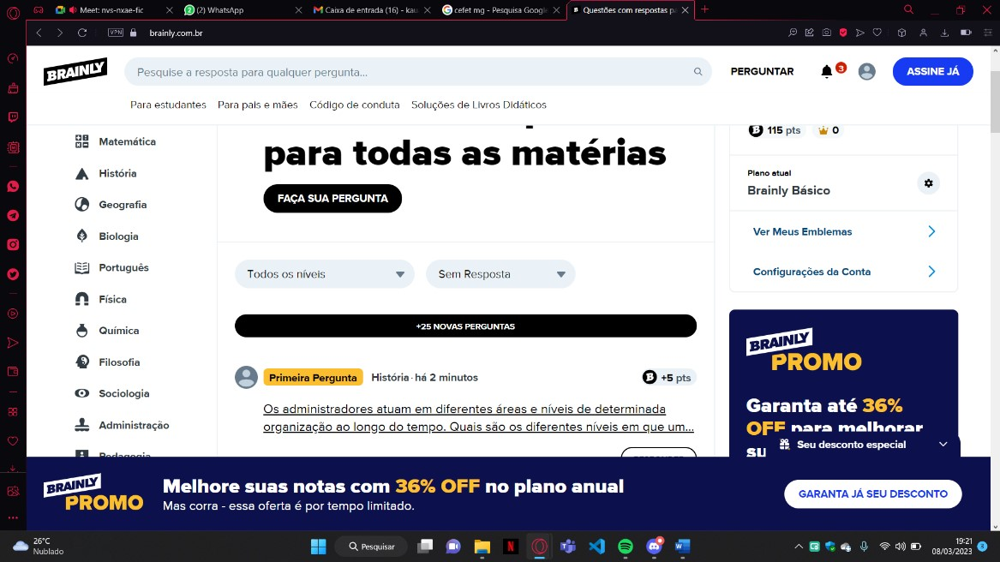 Meet: nvs-nxae-fic
(2) WhatsApp
Caixa de entrada (16) - kau
cefet mg - Pesquisa Google
Questões com respostas pa
VPN
brainly.com.br
BRAINLY
Pesquise a resposta para qualquer pergunta...
PERGUNTAR
3
ASSINE JÁ
Para estudantes
Para pais e mães
Código de conduta
Soluções de Livros Didáticos
Matemática
História
Geografia
Biologia
Português
Física
Química
Filosofia
Sociologia
Administração
Pedagogia
para todas as matérias
FAÇA SUA PERGUNTA
Todos os níveis
Sem Resposta
+25 NOVAS PERGUNTAS
Primeira Pergunta
História · há 2 minutos
+5 pts
Os administradores atuam em diferentes áreas e níveis de determinada
organização ao longo do tempo. Quais são os diferentes níveis em que um...
115 pts
0
Plano atual
Brainly Básico
Ver Meus Emblemas
Configurações da Conta
BRAINLY
PROMO
Garanta até 36%
OFF para melhorar
su
Seu desconto especial
BRAINLY
PROMO
Melhore suas notas com 36% OFF no plano anual
Mas corra - essa oferta é por tempo limitado.
GARANTA JÁ SEU DESCONTO
26°C
Nublado
Pesquisar
19:21
08/03/2023
3